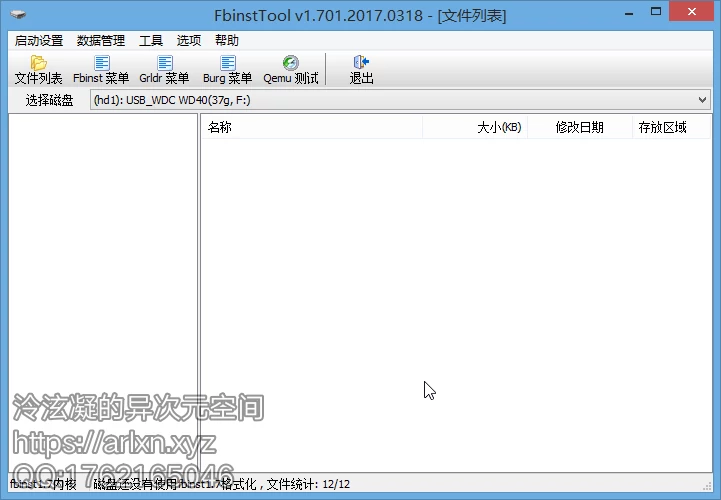 FbinstTool v1.701.2017.0318 - [文件列表]
启动设置 数据管理 工具 选项 帮助
文件列表 Fbinst 菜单 Grldr 菜单 Burg 菜单 Qemu 测试 退出
选择磁盘 (hd1): USB_WDC WD40(37g, F:)
名称 大小(KB) 修改日期 存放区域
泠泫凝的异次元空间
https://arlxn.xyz
QQ:1762165046
fbinst1.7内核 磁盘还没有使用fbinst1.7格式化 , 文件统计: 12/12